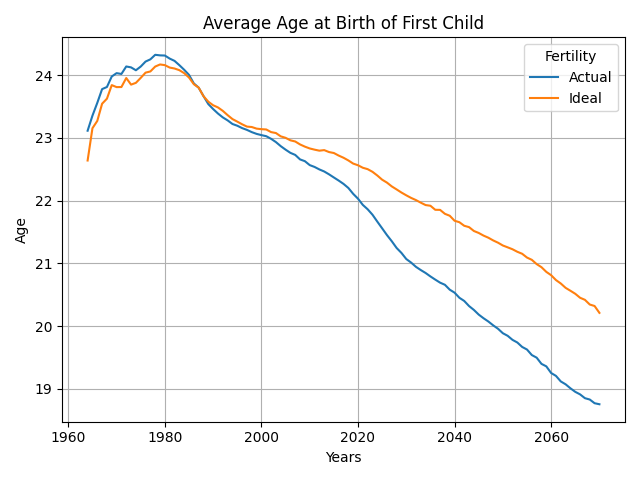 Average Age at Birth of First Child
Fertility
Actual
Ideal
24
23
22
21
20
19
Age
1960
1980
2000
2020
2040
2060
Years